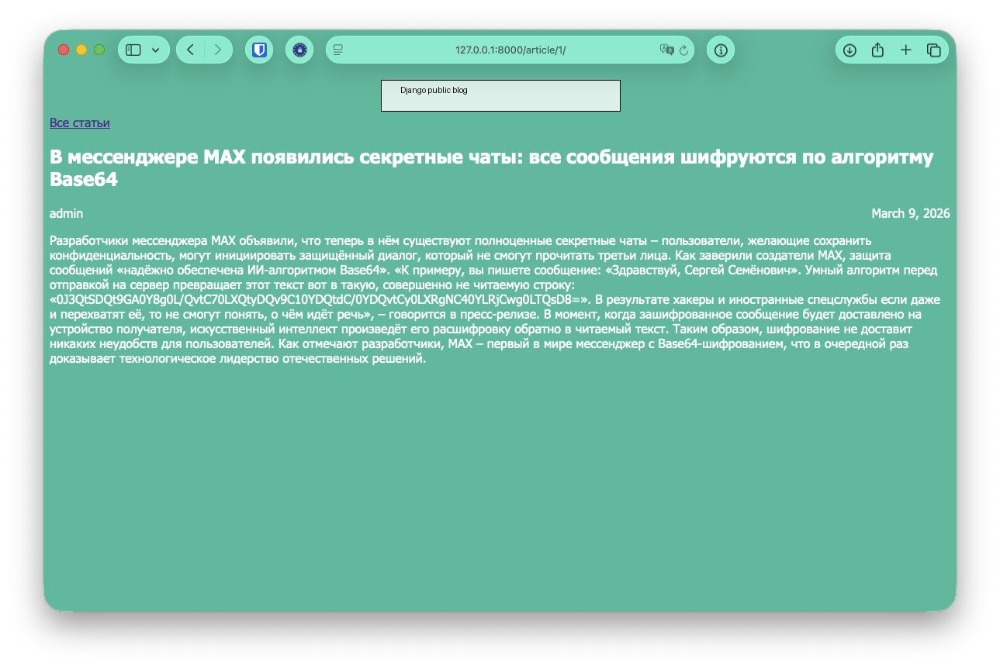 127.0.0.1:8000/article/1/
Django public blog
Все статьи
В мессенджере MAX появились секретные чаты: все сообщения шифруются по алгоритму
Base64
admin
March 9, 2026
Разработчики мессенджера MAX объявили, что теперь в нём существуют полноценные секретные чаты – пользователи, желающие сохранить
конфиденциальность, могут инициировать защищённый диалог, который не смогут прочитать третьи лица. Как заверили создатели MAX, защита
сообщений «надёжно обеспечена ИИ-алгоритмом Base64». «К примеру, вы пишете сообщение: «Здравствуй, Сергей Семёнович». Умный алгоритм перед
отправкой на сервер превращает этот текст вот в такую, совершенно не читаемую строку:
«0J3QtSDQt9GA0Y8g0L/QvtC70LXQtyDQv9C10YDQtdC/0YDQvtCy0LXRgNC40YLRjCwg0LTQsD8=». В результате хакеры и иностранные спецслужбы если даже
и перехватят её, то не смогут понять, о чём идёт речь», – говорится в пресс-релизе. В момент, когда зашифрованное сообщение будет доставлено на
устройство получателя, искусственный интеллект произведёт его расшифровку обратно в читаемый текст. Таким образом, шифрование не доставит
никаких неудобств для пользователей. Как отмечают разработчики, MAX – первый в мире мессенджер с Base64-шифрованием, что в очередной раз
доказывает технологическое лидерство отечественных решений.